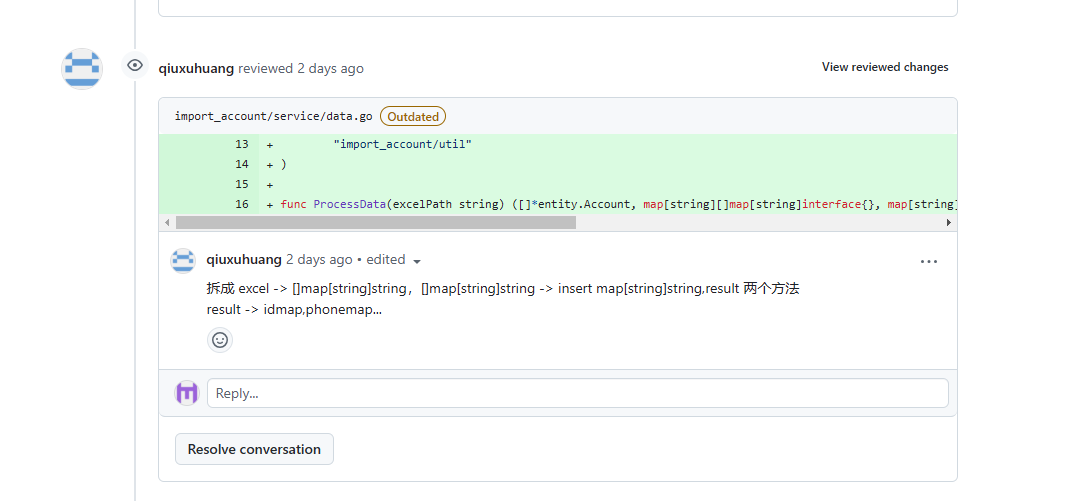 qiuxuhuang reviewed 2 days ago
View reviewed changes
import_account/service/data.go Outdated
13 + "import_account/util"
14 + )
15 +
16 + func ProcessData(excelPath string) ([]*entity.Account, map[string][]map[string]interface{}, map[string]
qiuxuhuang 2 days ago • edited
拆成 excel -> []map[string]string，[]map[string]string -> insert map[string]string,result 两个方法
result -> idmap,phonemap...
Reply...
Resolve conversation